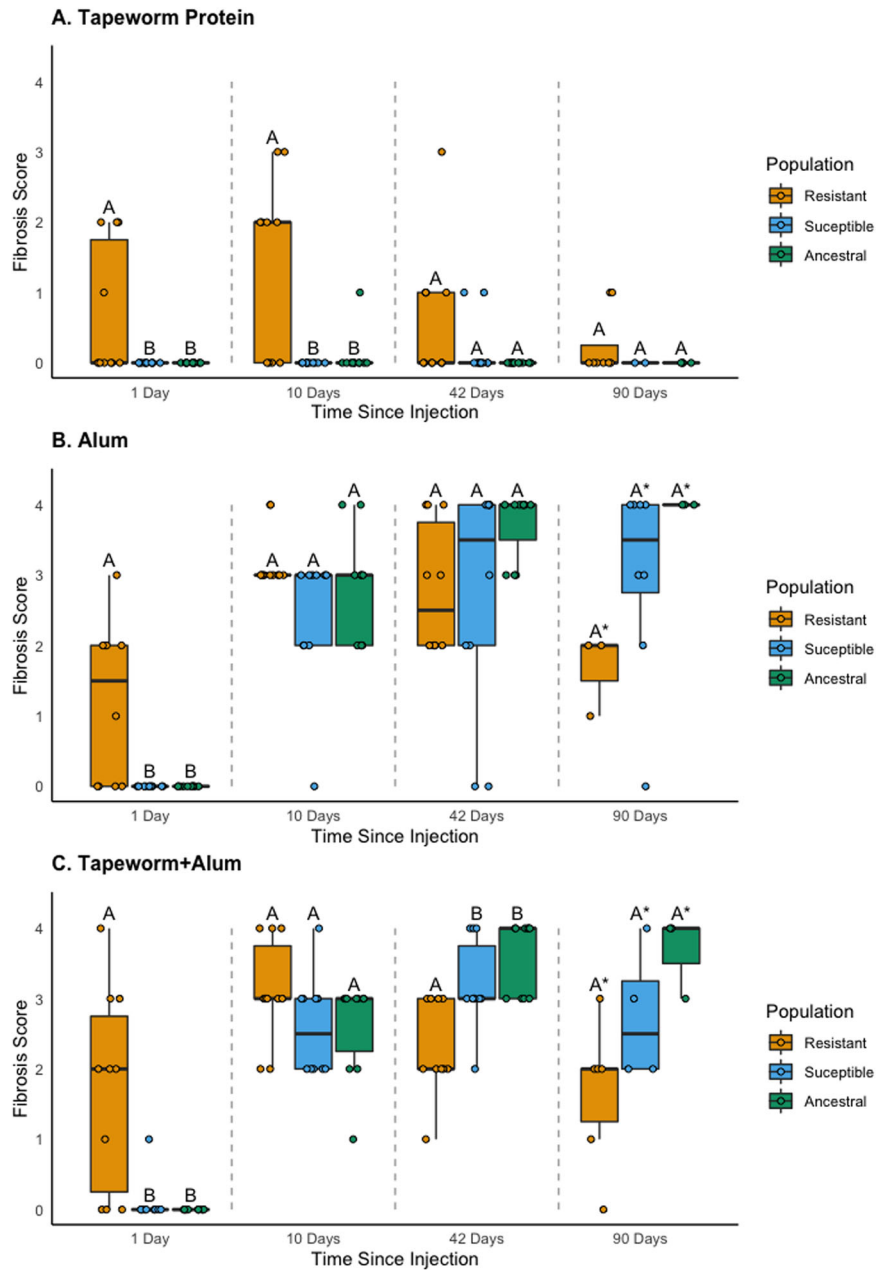 A. Tapeworm Protein
4
3
2
1
0
Fibrosis Score
A B B
A B B
A A A
A A A
1 Day 10 Days 42 Days 90 Days
Time Since Injection
Population
Resistant
Suceptible
Ancestral
B. Alum
4
3
2
1
0
Fibrosis Score
A B B
A A A
A A A
A* A* A*
1 Day 10 Days 42 Days 90 Days
Time Since Injection
Population
Resistant
Suceptible
Ancestral
C. Tapeworm+Alum
4
3
2
1
0
Fibrosis Score
A B B
A A A
A B B
A* A* A*
1 Day 10 Days 42 Days 90 Days
Time Since Injection
Population
Resistant
Suceptible
Ancestral